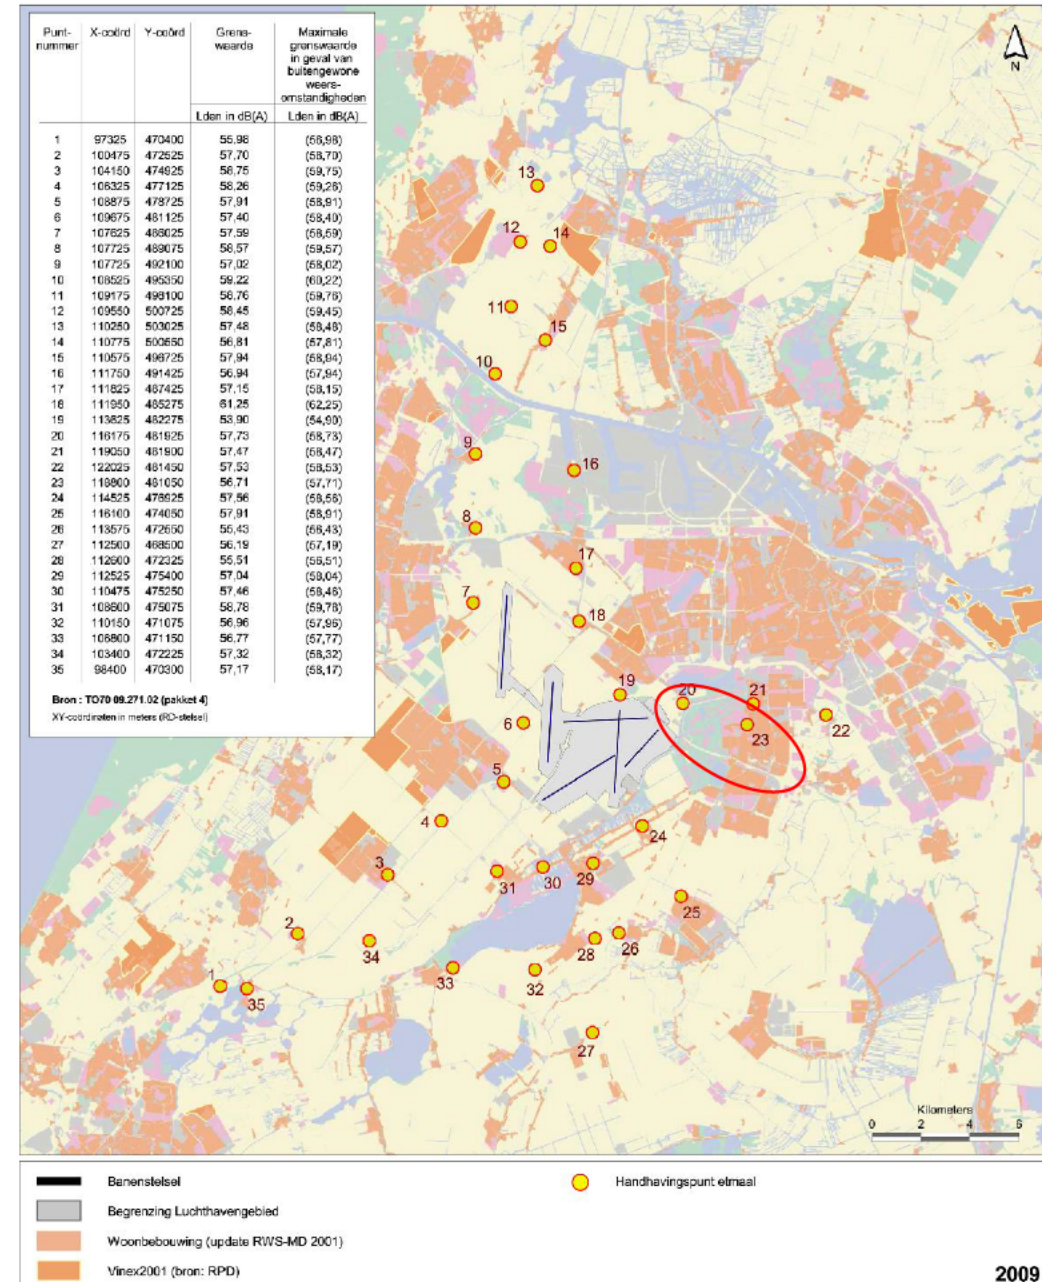 Punt- X-coörd Y-coörd Grens- Maximale
nummer waarde grenswaarde
in geval van
buitengewone
weers-
omstandigheden
Lden in dB(A) Lden in dB(A)
1 97325 470400 55,98 (56,98)
2 100475 472525 57,70 (58,70)
3 104150 474925 58,75 (59,75)
4 106325 477125 58,26 (59,26)
5 108875 478725 57,91 (58,91)
6 109675 481125 57,40 (58,40)
7 107625 486025 57,59 (58,59)
8 107725 489075 58,57 (59,57)
9 107725 492100 57,02 (58,02)
10 108525 495350 59,22 (60,22)
11 109175 498100 58,76 (59,76)
12 109550 500725 58,45 (59,45)
13 110250 503025 57,48 (58,48)
14 110775 500550 56,81 (57,81)
15 110575 496725 57,94 (58,94)
16 111750 491425 56,94 (57,94)
17 111825 487425 57,15 (58,15)
18 111950 485275 61,25 (62,25)
19 113625 482275 53,90 (54,90)
20 116175 481925 57,73 (58,73)
21 119050 481900 57,47 (58,47)
22 122025 481450 57,53 (58,53)
23 118800 481050 56,71 (57,71)
24 114525 476925 57,56 (58,56)
25 116100 474050 57,91 (58,91)
26 113575 472550 55,43 (56,43)
27 112500 468500 56,19 (57,19)
28 112600 472325 55,51 (56,51)
29 112525 475400 57,04 (58,04)
30 110475 475250 57,46 (58,46)
31 108600 475075 58,78 (59,78)
32 110150 471075 56,96 (57,96)
33 106800 471150 56,77 (57,77)
34 103400 472225 57,32 (58,32)
35 98400 470300 57,17 (58,17)
Bron : TO70 09.271.02 (pakket 4)
XY-coördinaten in meters (RD-stelsel)
N
13
12
14
11
15
10
9
16
8
17
7
18
19
20
21
22
6
23
5
4
24
3
31
30
29
25
2
34
28
26
33
32
1
35
27
Kilometers
0 2 4 6
Banenstelsel
Handhavingspunt etmaal
Begrenzing Luchthavengebied
Woonbebouwing (update RWS-MD 2001)
Vinex2001 (bron: RPD)
2009